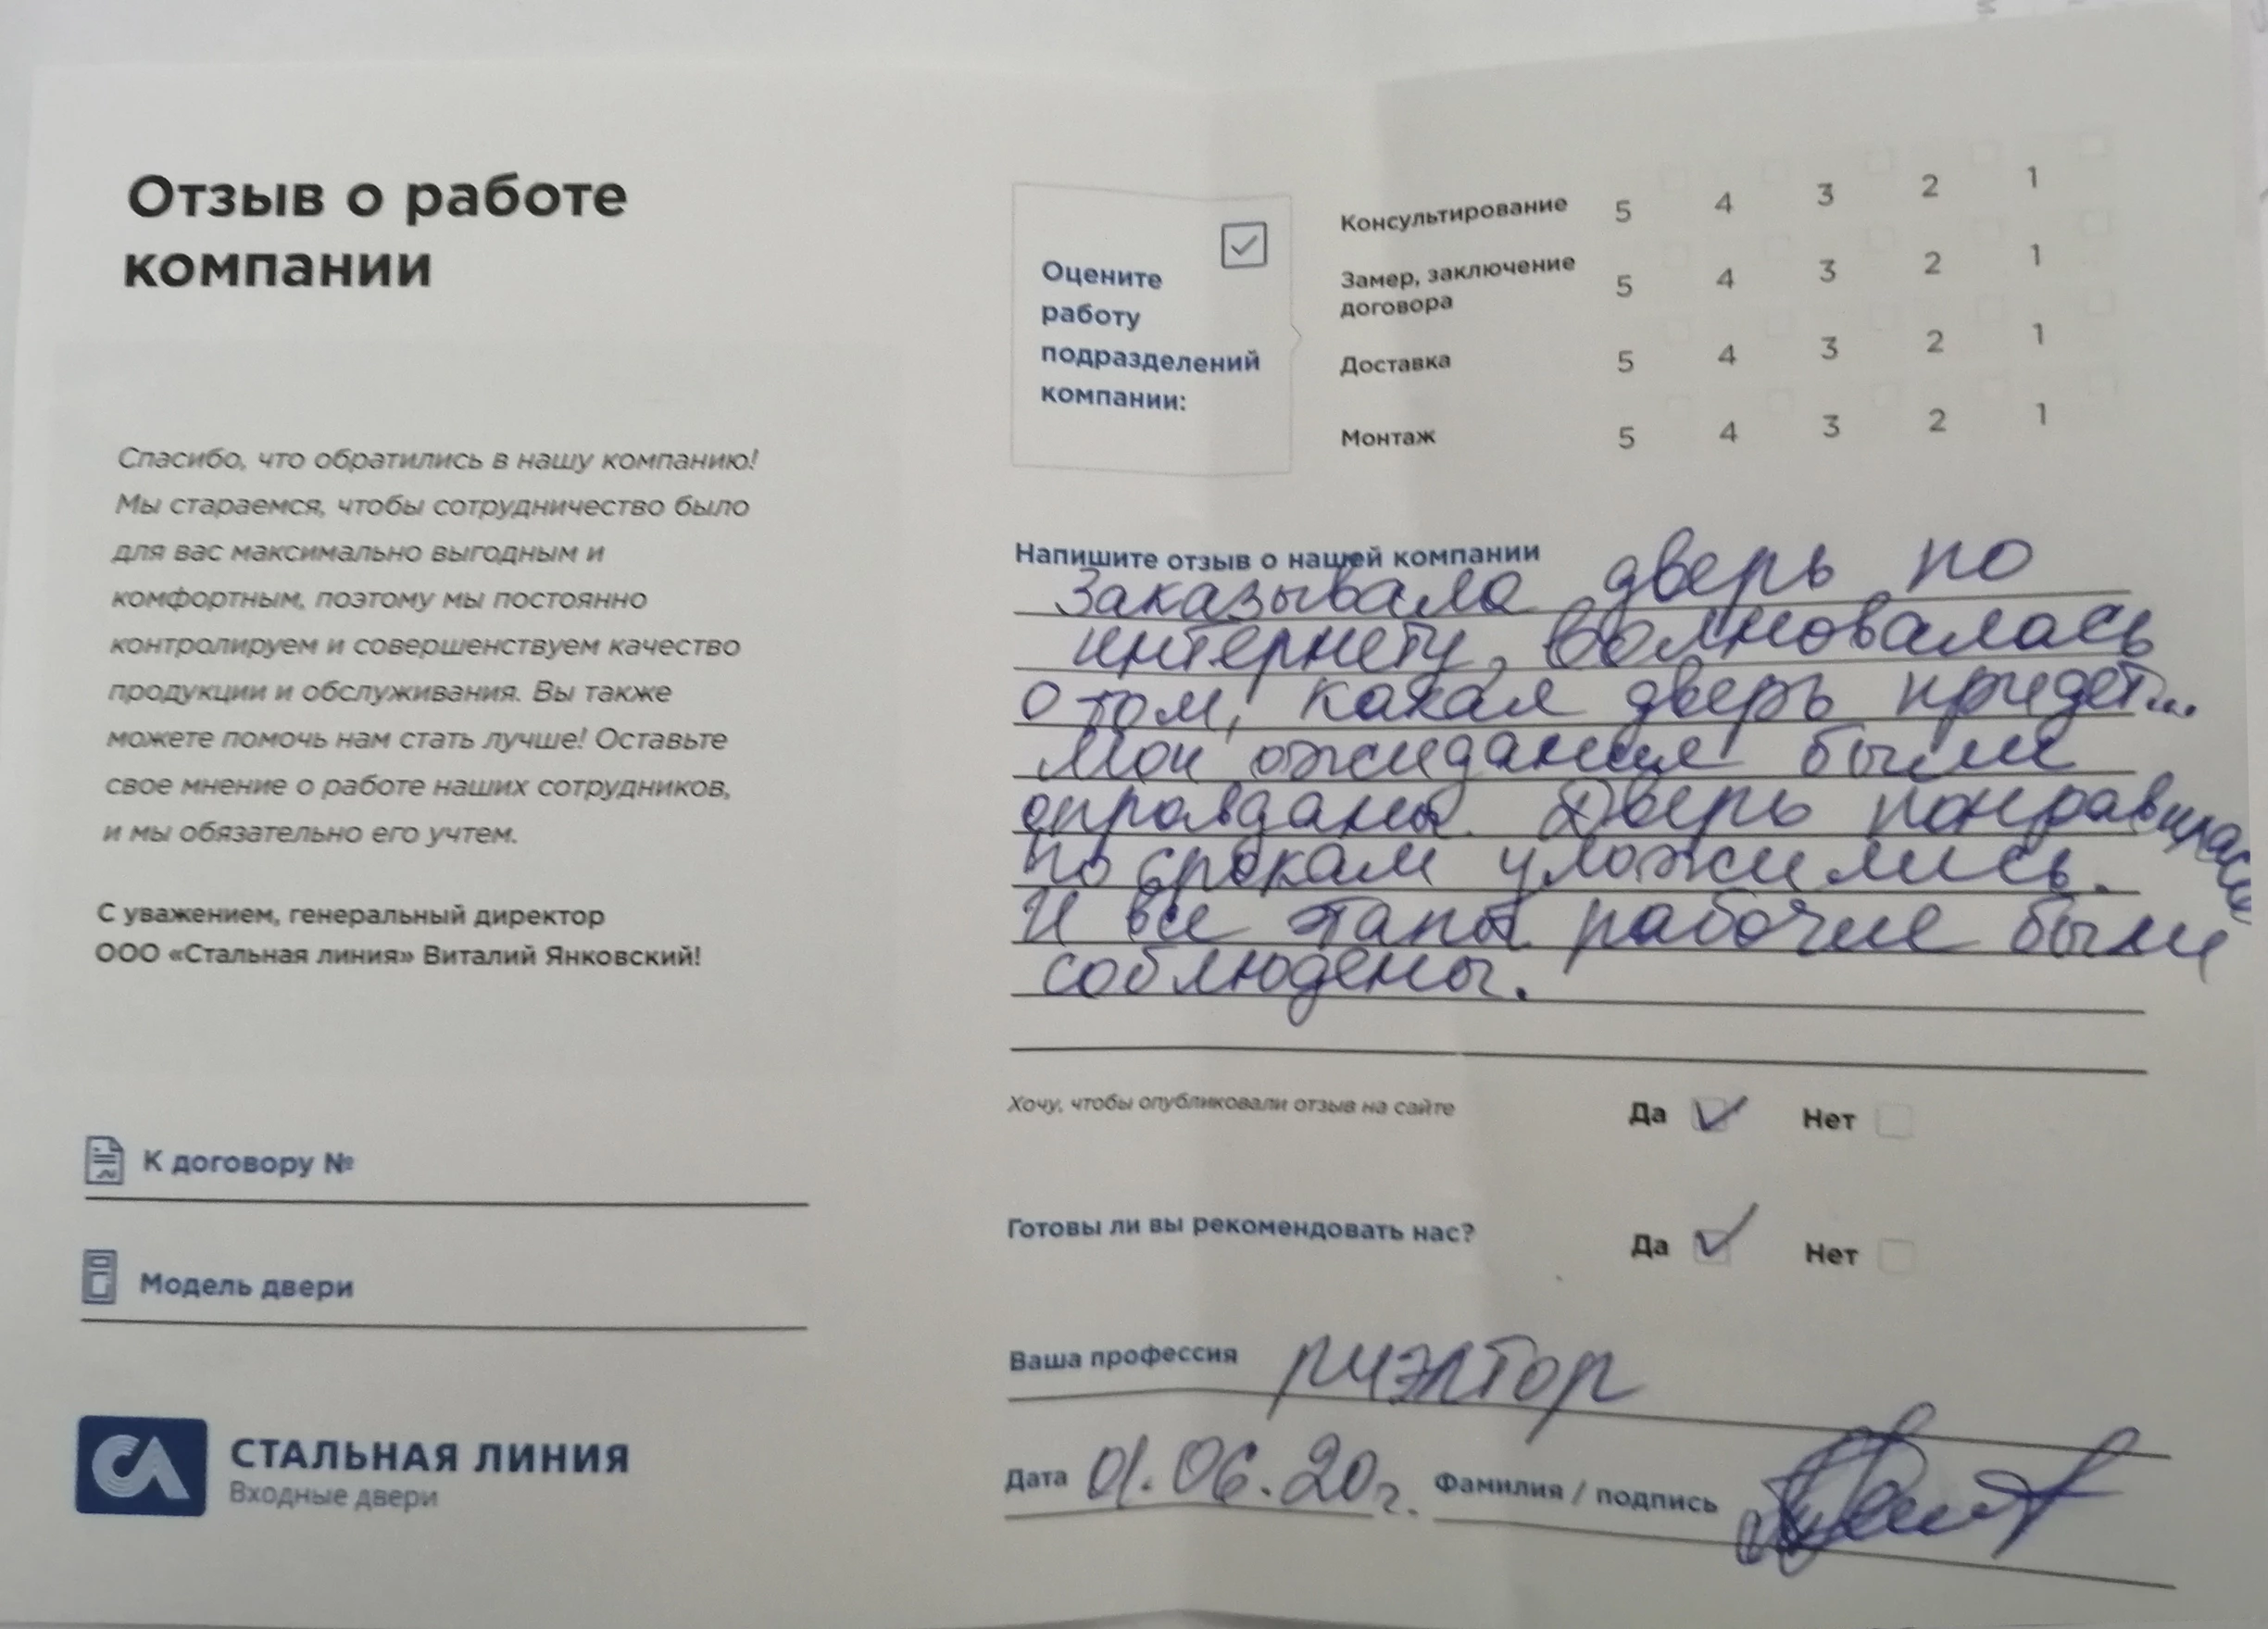 Отзыв о работе
компании
Спасибо, что обратились в нашу компанию!
Мы стараемся, чтобы сотрудничество было
для вас максимально выгодным и
комфортным, поэтому мы постоянно
контролируем и совершенствуем качество
продукции и обслуживания. Вы также
можете помочь нам стать лучше! Оставьте
свое мнение о работе наших сотрудников,
и мы обязательно его учтем.
С уважением, генеральный директор
ООО «Стальная линия» Виталий Янковский!
К договору №
Модель двери
СА
СТАЛЬНАЯ ЛИНИЯ
Входные двери
Оцените
работу
подразделений
компании:
Консультирование 5 4 3 2 1
Замер, заключение
договора 5 4 3 2 1
Доставка 5 4 3 2 1
Монтаж 5 4 3 2 1
Напишите отзыв о нашей компании
Заказывала дверь по
интернету, волновалась
о том, какая дверь придет...
Мои ожидания были
оправданы. Дверь понравилась
по срокам уложились.
И все этапы рабочие были
соблюдены.
Хочу, чтобы опубликовали отзыв на сайте Да Нет
Готовы ли вы рекомендовать нас? Да Нет
Ваша профессия риэлтор
Дата 01.06.20г. Фамилия / подпись